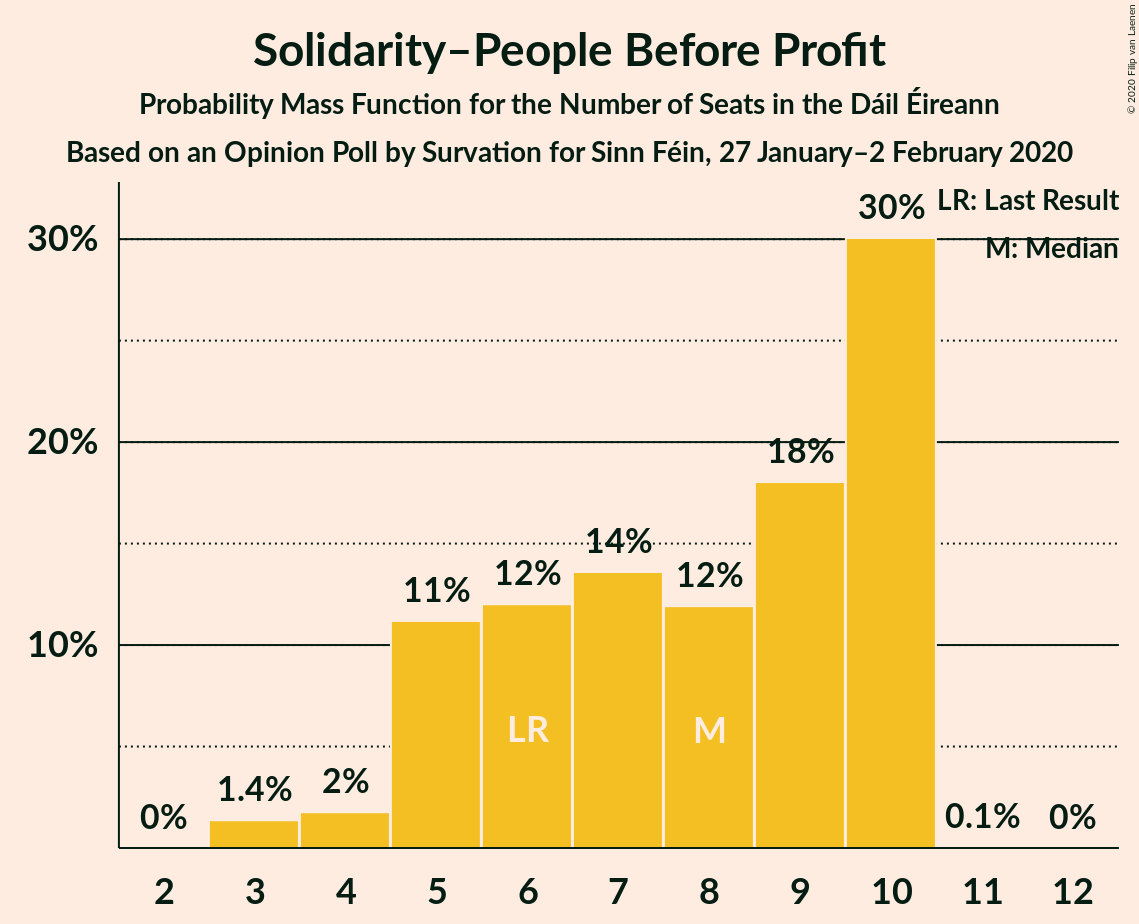 Solidarity–People Before Profit
Probability Mass Function for the Number of Seats in the Dáil Éireann
Based on an Opinion Poll by Survation for Sinn Féin, 27 January–2 February 2020
© 2020 Filip van Laenen
LR: Last Result
M: Median
30%
20%
10%
0%
1.4%
2%
11%
12%
14%
12%
18%
30%
0.1%
0%
LR
M
2 3 4 5 6 7 8 9 10 11 12